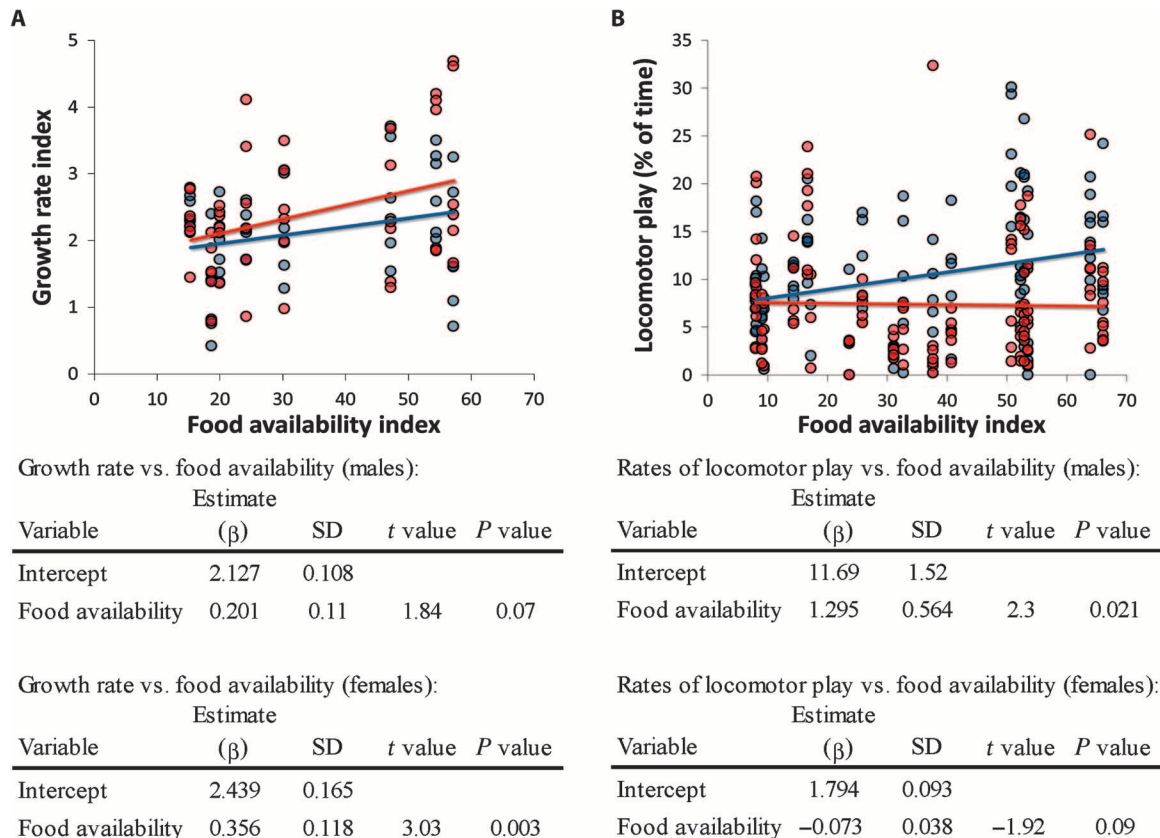 A
Growth rate index
5
4
3
2
1
0
0 10 20 30 40 50 60 70
Food availability index
B
Locomotor play (% of time)
35
30
25
20
15
10
5
0
0 10 20 30 40 50 60 70
Food availability index
Growth rate vs. food availability (males):
Estimate
Variable (β) SD t value P value
Intercept 2.127 0.108
Food availability 0.201 0.11 1.84 0.07
Growth rate vs. food availability (females):
Estimate
Variable (β) SD t value P value
Intercept 2.439 0.165
Food availability 0.356 0.118 3.03 0.003
Rates of locomotor play vs. food availability (males):
Estimate
Variable (β) SD t value P value
Intercept 11.69 1.52
Food availability 1.295 0.564 2.3 0.021
Rates of locomotor play vs. food availability (females):
Estimate
Variable (β) SD t value P value
Intercept 1.794 0.093
Food availability −0.073 0.038 −1.92 0.09